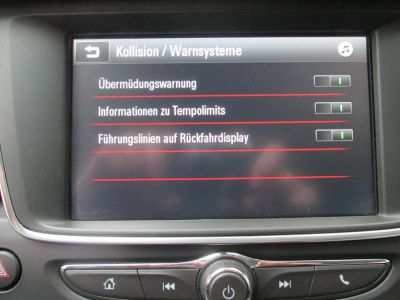 Kollision / Warnsysteme
Übermüdungswarnung
Informationen zu Tempolimits
Führungslinien auf Rückfahrdisplay